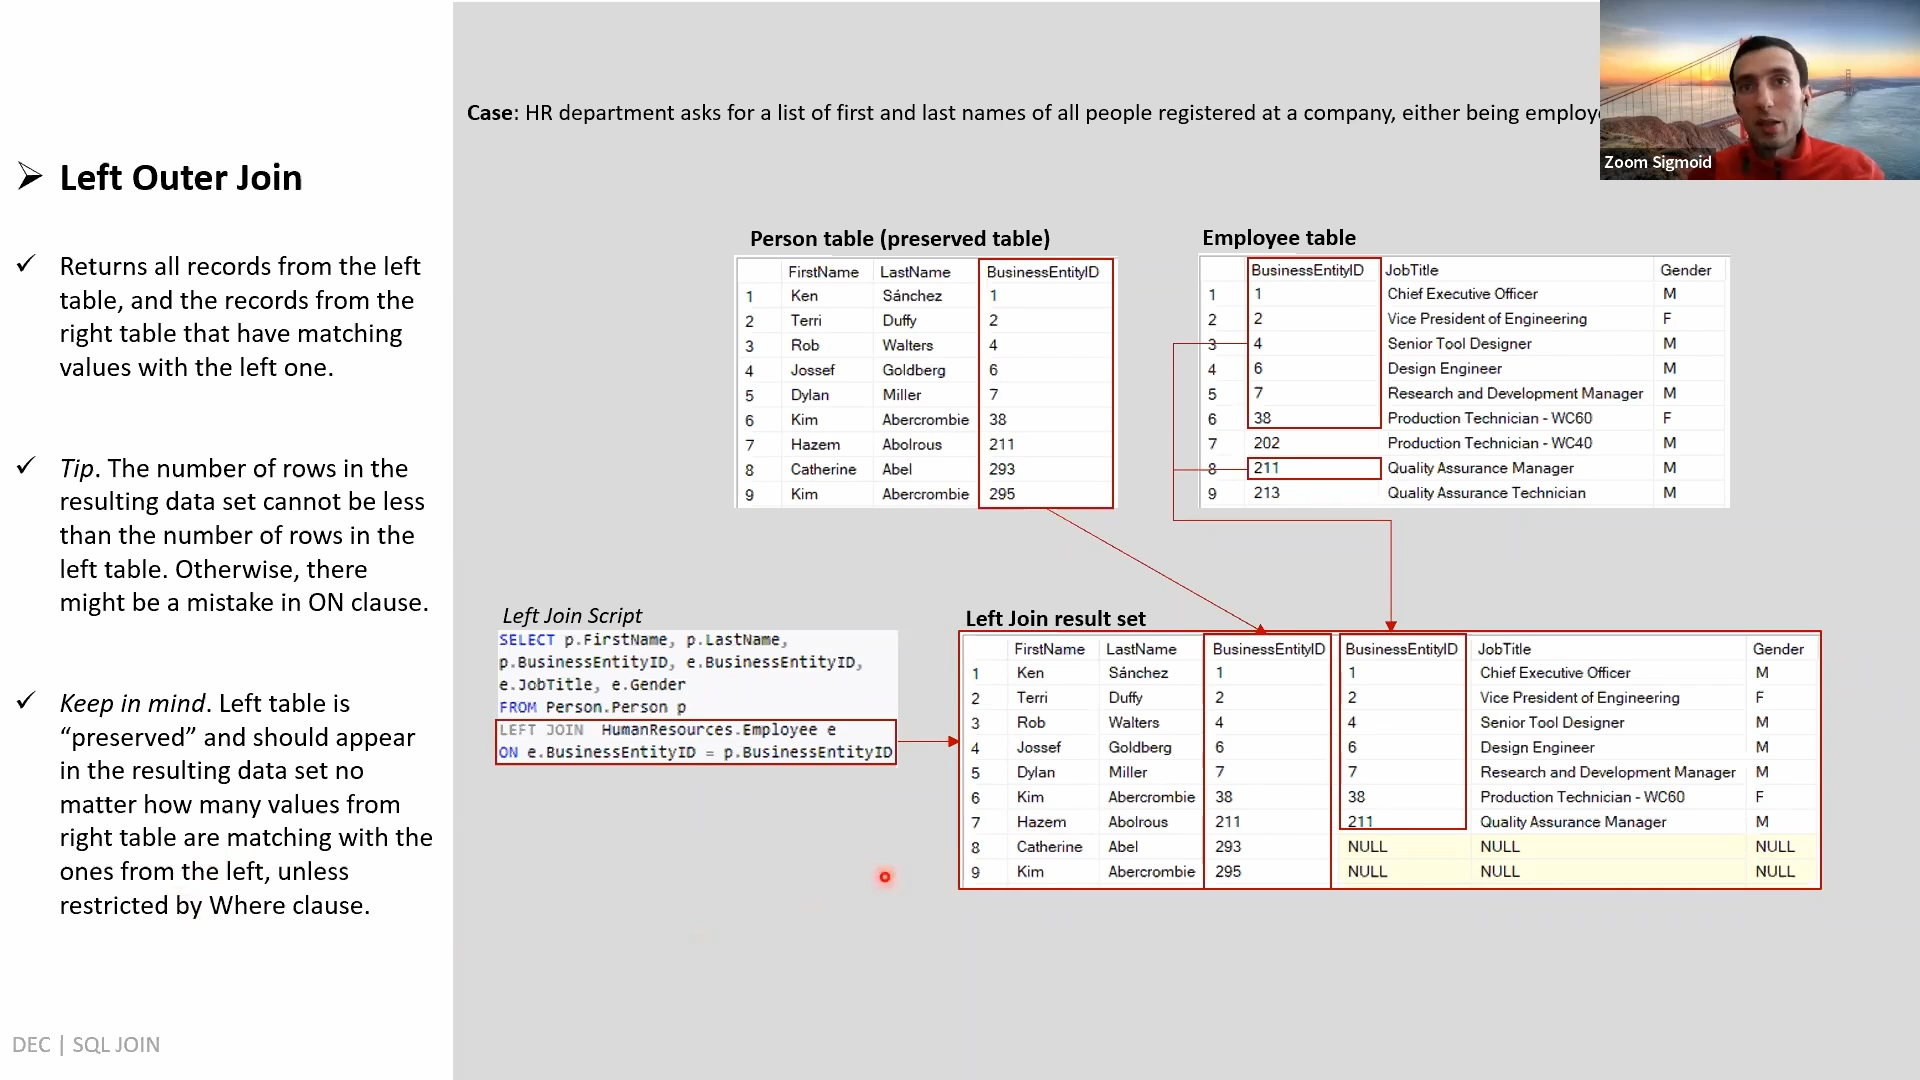 Case: HR department asks for a list of first and last names of all people registered at a company, either being employ
Zoom Sigmoid
Left Outer Join
Returns all records from the left
table, and the records from the
right table that have matching
values with the left one.
Tip. The number of rows in the
resulting data set cannot be less
than the number of rows in the
left table. Otherwise, there
might be a mistake in ON clause.
Keep in mind. Left table is
“preserved” and should appear
in the resulting data set no
matter how many values from
right table are matching with the
ones from the left, unless
restricted by Where clause.
Person table (preserved table)
FirstName LastName BusinessEntityID
1 Ken Sánchez 1
2 Terri Duffy 2
3 Rob Walters 4
4 Jossef Goldberg 6
5 Dylan Miller 7
6 Kim Abercrombie 38
7 Hazem Abolrous 211
8 Catherine Abel 293
9 Kim Abercrombie 295
Employee table
BusinessEntityID JobTitle Gender
1 1 Chief Executive Officer M
2 2 Vice President of Engineering F
3 4 Senior Tool Designer M
4 6 Design Engineer M
5 7 Research and Development Manager M
6 38 Production Technician - WC60 F
7 202 Production Technician - WC40 M
8 211 Quality Assurance Manager M
9 213 Quality Assurance Technician M
Left Join Script
SELECT p.FirstName, p.LastName,
p.BusinessEntityID, e.BusinessEntityID,
e.JobTitle, e.Gender
FROM Person.Person p
LEFT JOIN HumanResources.Employee e
ON e.BusinessEntityID = p.BusinessEntityID
Left Join result set
FirstName LastName BusinessEntityID BusinessEntityID JobTitle Gender
1 Ken Sánchez 1 1 Chief Executive Officer M
2 Terri Duffy 2 2 Vice President of Engineering F
3 Rob Walters 4 4 Senior Tool Designer M
4 Jossef Goldberg 6 6 Design Engineer M
5 Dylan Miller 7 7 Research and Development Manager M
6 Kim Abercrombie 38 38 Production Technician - WC60 F
7 Hazem Abolrous 211 211 Quality Assurance Manager M
8 Catherine Abel 293 NULL NULL NULL
9 Kim Abercrombie 295 NULL NULL NULL
DEC | SQL JOIN